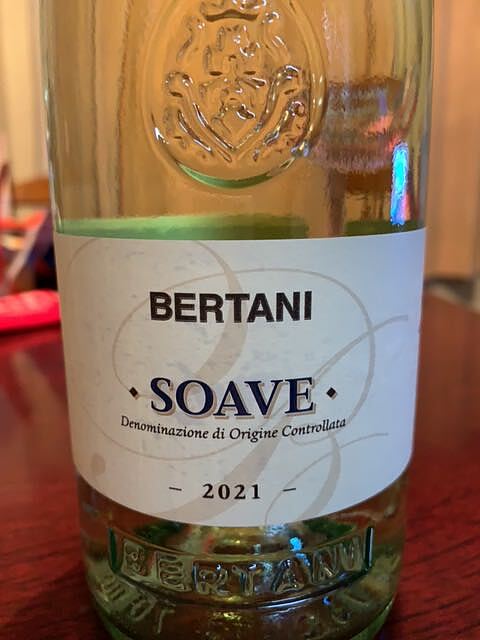 BERTANI
SOAVE
Denominazione di Origine Controllata
2021
BERTANI